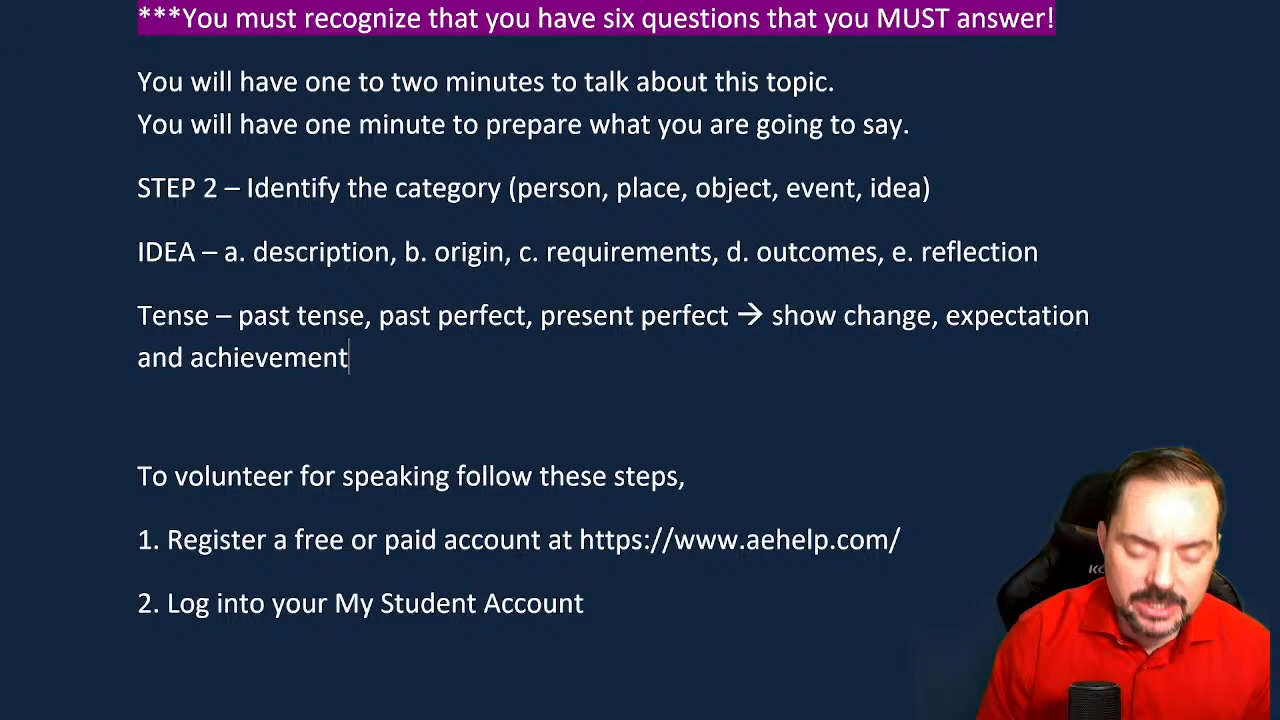 ***You must recognize that you have six questions that you MUST answer!
You will have one to two minutes to talk about this topic.
You will have one minute to prepare what you are going to say.
STEP 2 – Identify the category (person, place, object, event, idea)
IDEA – a. description, b. origin, c. requirements, d. outcomes, e. reflection
Tense – past tense, past perfect, present perfect → show change, expectation
and achievement
To volunteer for speaking follow these steps,
1. Register a free or paid account at https://www.aehelp.com/
2. Log into your My Student Account